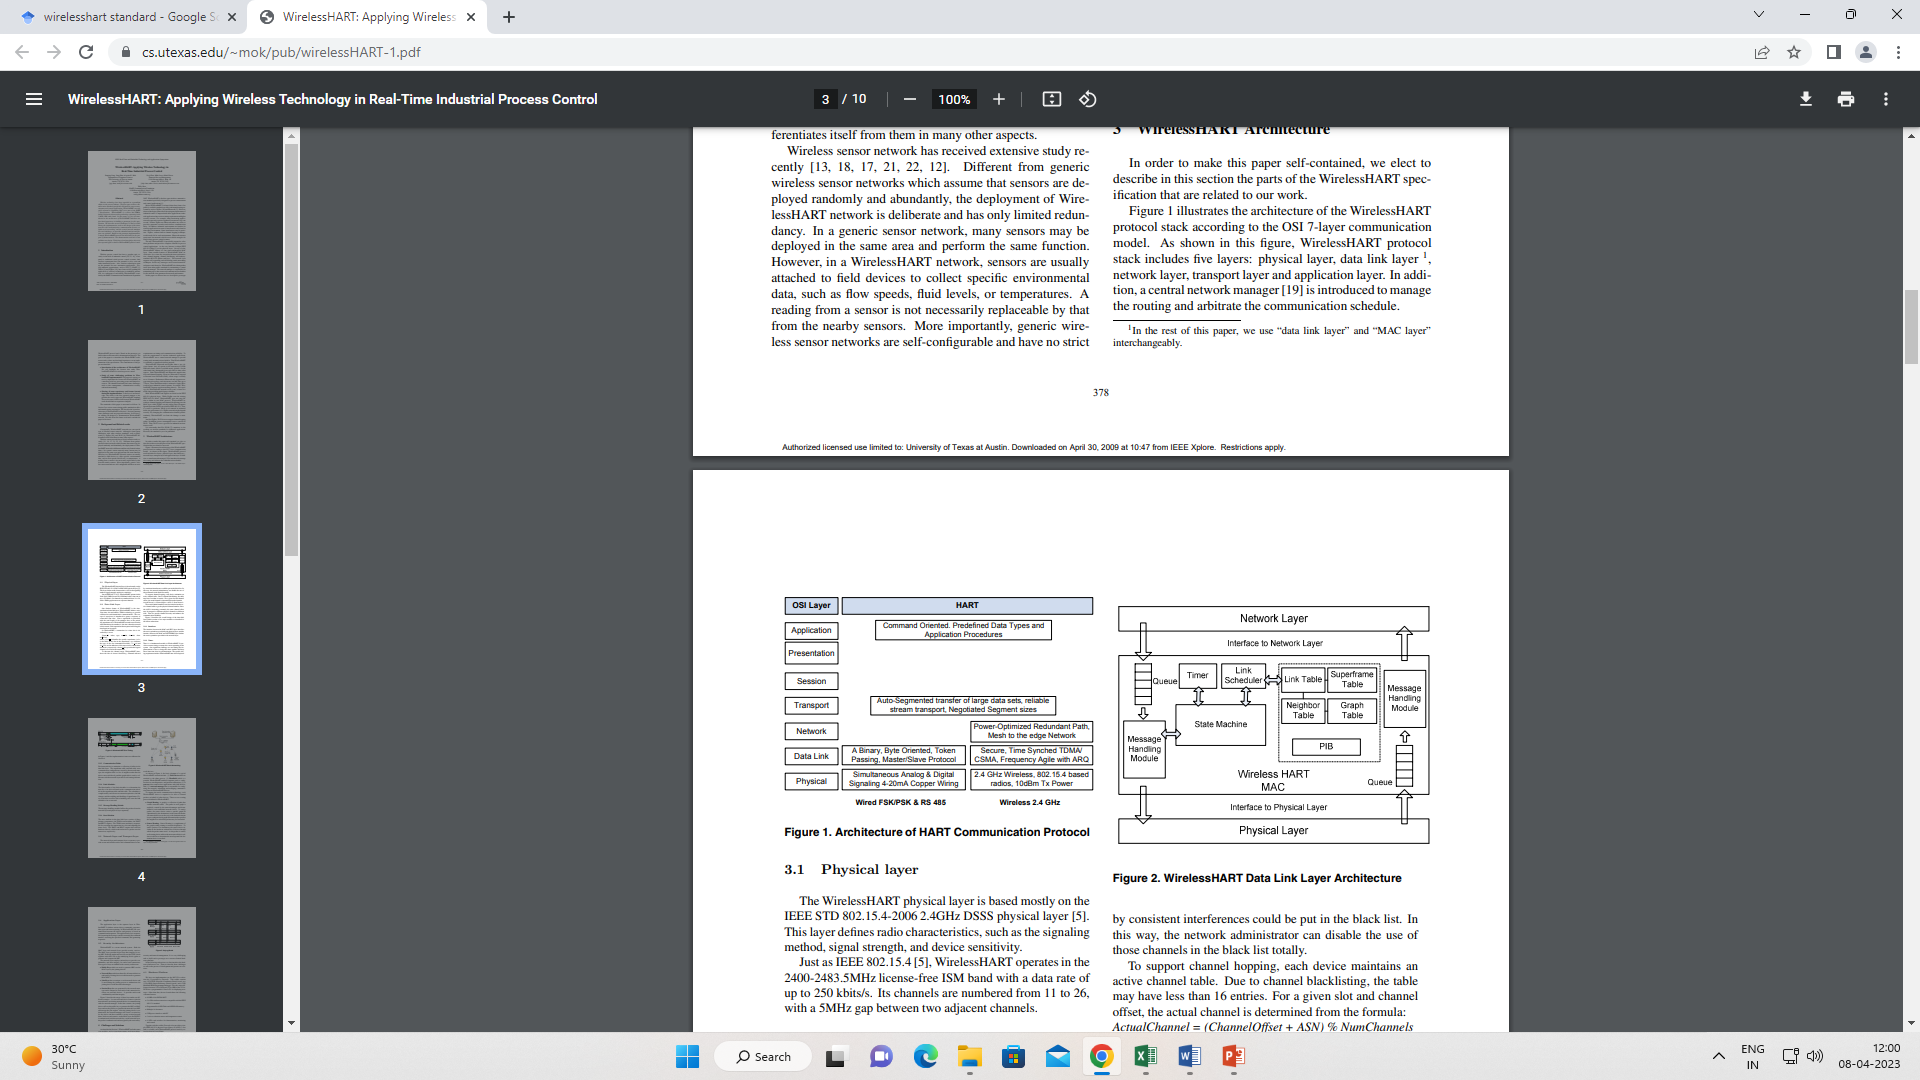 wirelesshart standard - Google S
WirelessHART: Applying Wireless
cs.utexas.edu/~mok/pub/wirelessHART-1.pdf
WirelessHART: Applying Wireless Technology in Real-Time Industrial Process Control
3 / 10
100%
1
2
3
4
ferentiates itself from them in many other aspects.
Wireless sensor network has received extensive study re-
cently [13, 18, 17, 21, 22, 12]. Different from generic
wireless sensor networks which assume that sensors are de-
ployed randomly and abundantly, the deployment of Wire-
lessHART network is deliberate and has only limited redun-
dancy. In a generic sensor network, many sensors may be
deployed in the same area and perform the same function.
However, in a WirelessHART network, sensors are usually
attached to field devices to collect specific environmental
data, such as flow speeds, fluid levels, or temperatures. A
reading from a sensor is not necessarily replaceable by that
from the nearby sensors. More importantly, generic wire-
less sensor networks are self-configurable and have no strict
3 WirelessHART Architecture
In order to make this paper self-contained, we elect to
describe in this section the parts of the WirelessHART spec-
ification that are related to our work.
Figure 1 illustrates the architecture of the WirelessHART
protocol stack according to the OSI 7-layer communication
model. As shown in this figure, WirelessHART protocol
stack includes five layers: physical layer, data link layer 1,
network layer, transport layer and application layer. In addi-
tion, a central network manager [19] is introduced to manage
the routing and arbitrate the communication schedule.
1In the rest of this paper, we use “data link layer” and “MAC layer”
interchangeably.
378
Authorized licensed use limited to: University of Texas at Austin. Downloaded on April 30, 2009 at 10:47 from IEEE Xplore. Restrictions apply.
OSI Layer
HART
Application
Command Oriented. Predefined Data Types and
Application Procedures
Presentation
Session
Transport
Auto-Segmented transfer of large data sets, reliable
stream transport, Negotiated Segment sizes
Network
Power-Optimized Redundant Path,
Mesh to the edge Network
Data Link
A Binary, Byte Oriented, Token
Passing, Master/Slave Protocol
Secure, Time Synched TDMA/
CSMA, Frequency Agile with ARQ
Physical
Simultaneous Analog & Digital
Signaling 4-20mA Copper Wiring
2.4 GHz Wireless, 802.15.4 based
radios, 10dBm Tx Power
Wired FSK/PSK & RS 485
Wireless 2.4 GHz
Figure 1. Architecture of HART Communication Protocol
3.1 Physical layer
The WirelessHART physical layer is based mostly on the
IEEE STD 802.15.4-2006 2.4GHz DSSS physical layer [5].
This layer defines radio characteristics, such as the signaling
method, signal strength, and device sensitivity.
Just as IEEE 802.15.4 [5], WirelessHART operates in the
2400-2483.5MHz license-free ISM band with a data rate of
up to 250 kbits/s. Its channels are numbered from 11 to 26,
with a 5MHz gap between two adjacent channels.
Network Layer
Interface to Network Layer
Queue
Timer
Link
Scheduler
Link Table
Superframe
Table
Neighbor
Table
Graph
Table
Message
Handling
Module
State Machine
Message
Handling
Module
PIB
Wireless HART
MAC
Queue
Interface to Physical Layer
Physical Layer
Figure 2. WirelessHART Data Link Layer Architecture
by consistent interferences could be put in the black list. In
this way, the network administrator can disable the use of
those channels in the black list totally.
To support channel hopping, each device maintains an
active channel table. Due to channel blacklisting, the table
may have less than 16 entries. For a given slot and channel
offset, the actual channel is determined from the formula:
ActualChannel = (ChannelOffset + ASN) % NumChannels
30°C
Sunny
Search
ENG
IN
12:00
08-04-2023